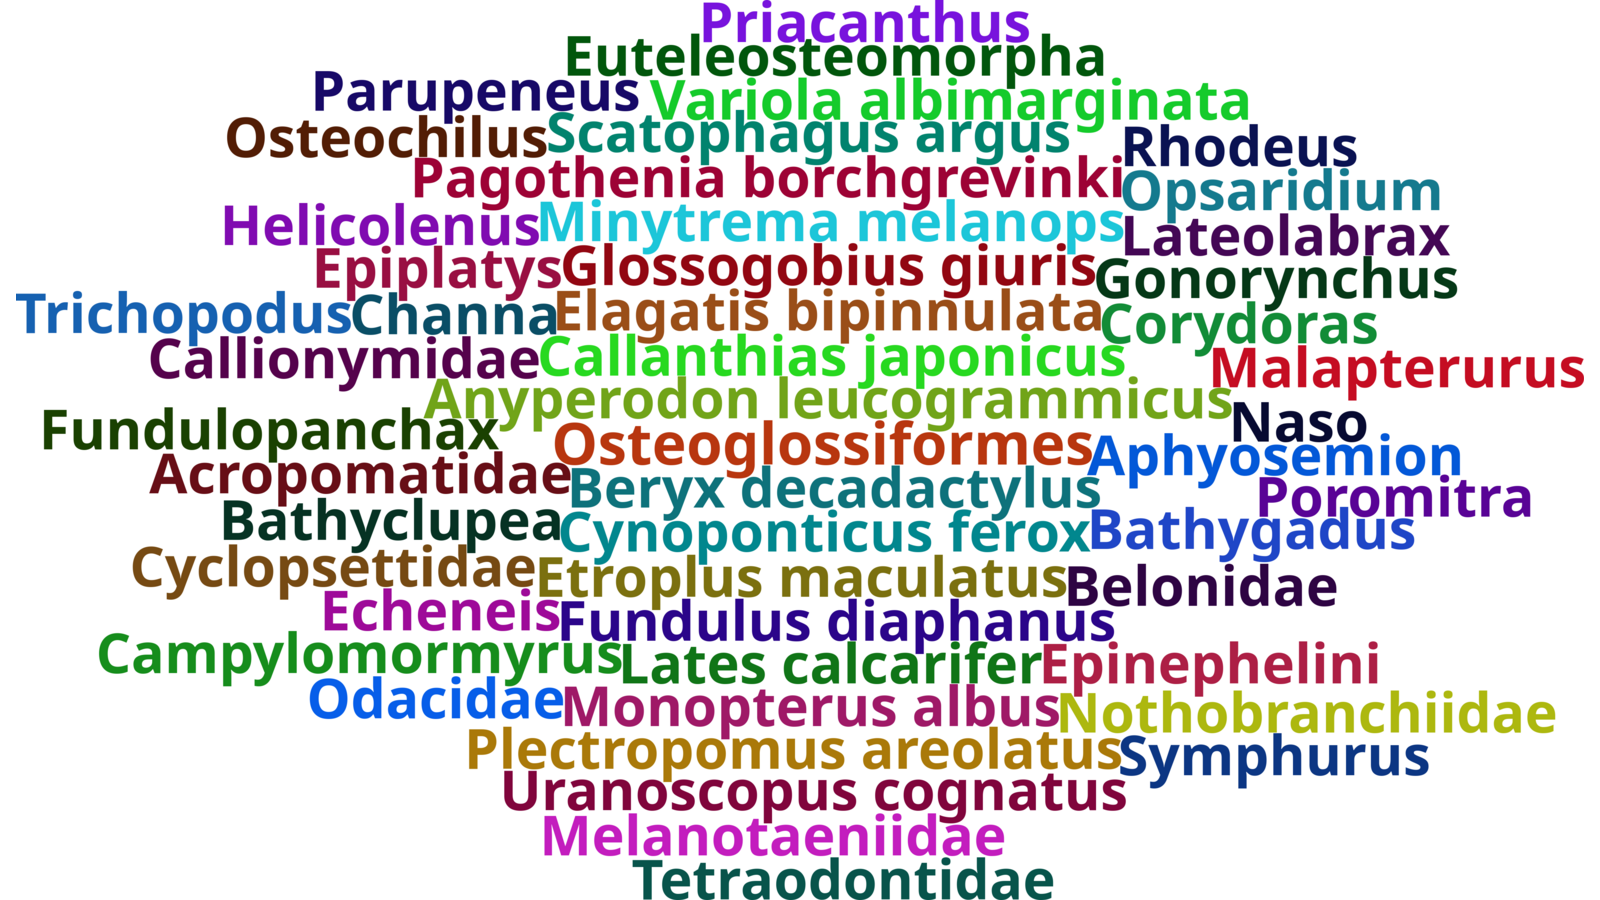 Priacanthus
Euteleosteomorpha
Parupeneus
Variola albimarginata
Osteochilus
Scatophagus argus
Rhodeus
Pagothenia borchgrevinki
Opsaridium
Helicolenus
Minytrema melanops
Lateolabrax
Epiplatys
Glossogobius giuris
Gonorynchus
Trichopodus
Channa
Elagatis bipinnulata
Corydoras
Callionymidae
Callanthias japonicus
Malapterurus
Anyperodon leucogrammicus
Naso
Fundulopanchax
Osteoglossiformes
Aphyosemion
Acropomatidae
Beryx decadactylus
Poromitra
Bathyclupea
Cynoponticus ferox
Bathygadus
Cyclopsettidae
Etroplus maculatus
Belonidae
Echeneis
Fundulus diaphanus
Campylomormyrus
Lates calcarifer
Epinephelini
Odacidae
Monopterus albus
Nothobranchiidae
Plectropomus areolatus
Symphurus
Uranoscopus cognatus
Melanotaeniidae
Tetraodontidae